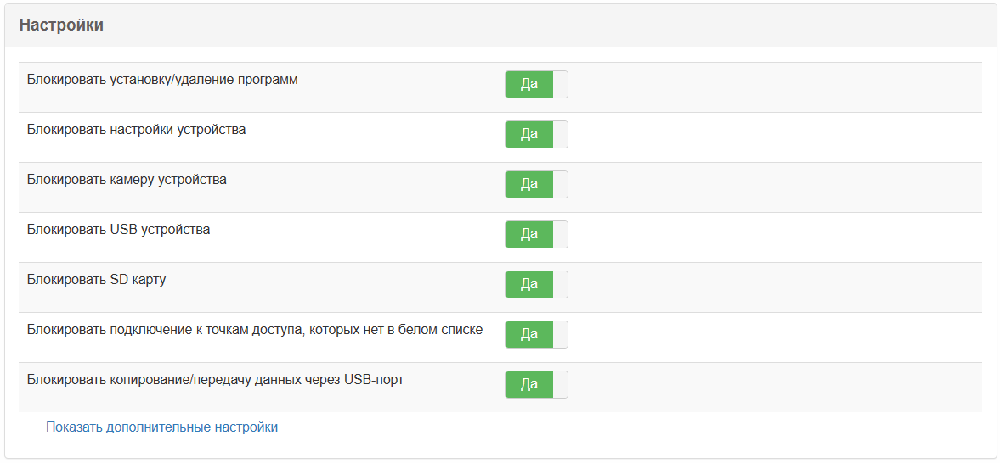 Настройки
Блокировать установку/удаление программ
Да
Блокировать настройки устройства
Да
Блокировать камеру устройства
Да
Блокировать USB устройства
Да
Блокировать SD карту
Да
Блокировать подключение к точкам доступа, которых нет в белом списке
Да
Блокировать копирование/передачу данных через USB-порт
Да
Показать дополнительные настройки